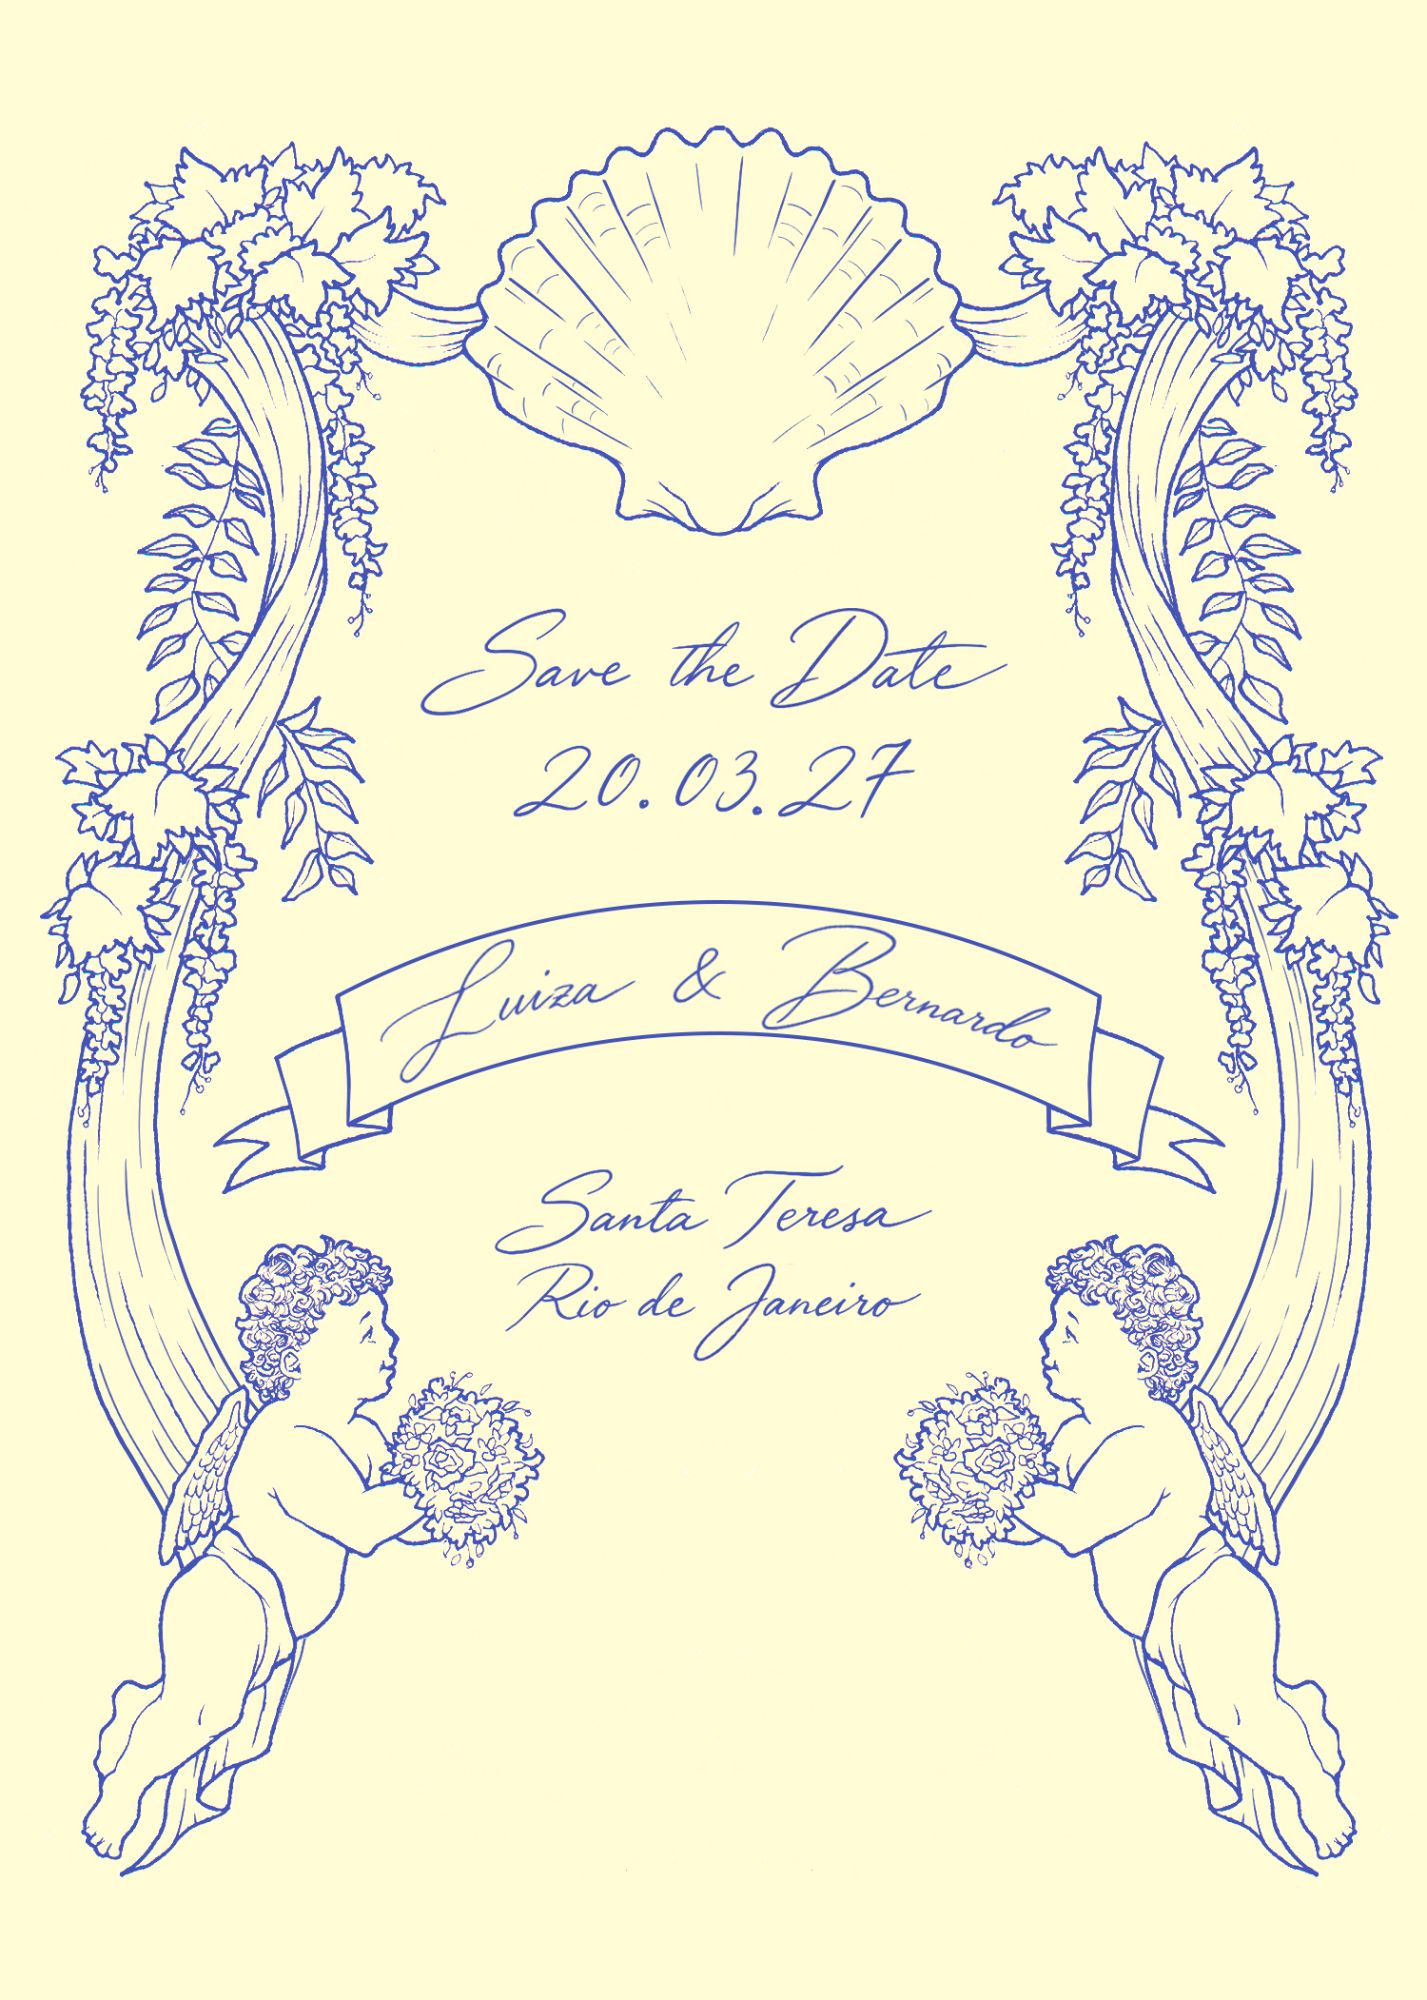 Save the Date
20.03.27
Luiza & Bernardo
Santa Teresa
Rio de Janeiro